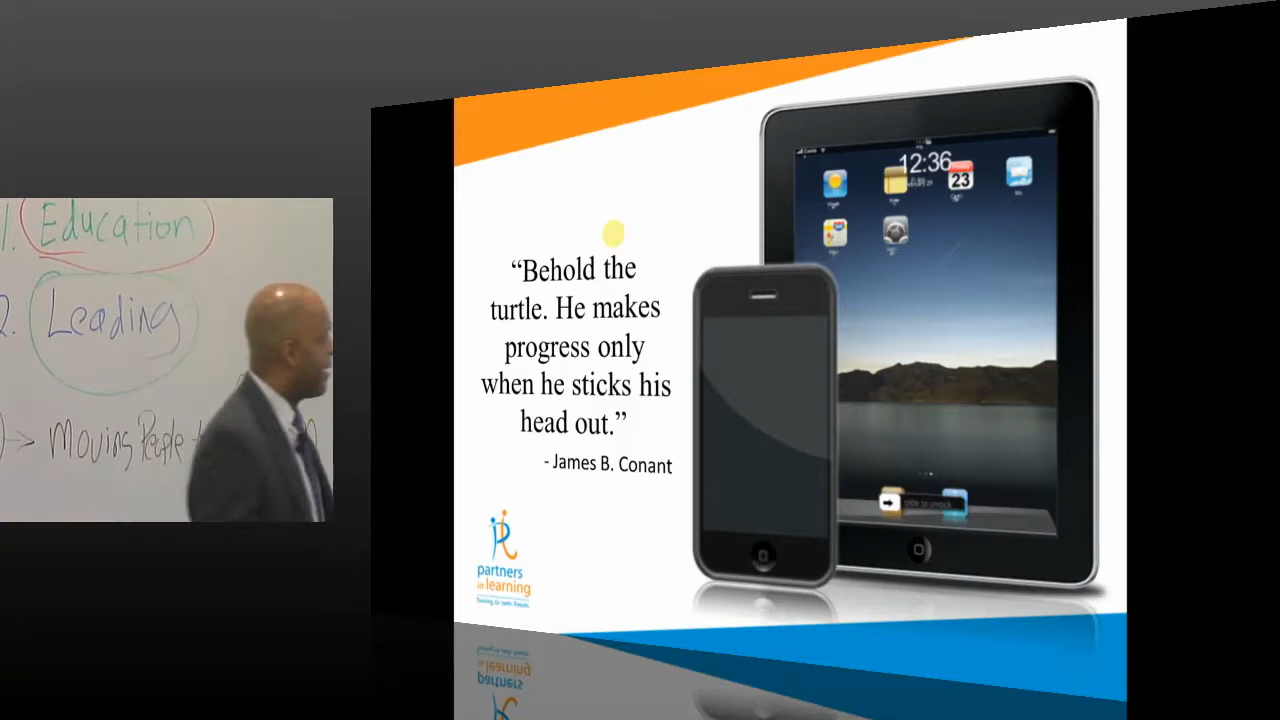 1. Education
2. Leading
Moving People
“Behold the
turtle. He makes
progress only
when he sticks his
head out.”
- James B. Conant
partners
in learning
12:36
23